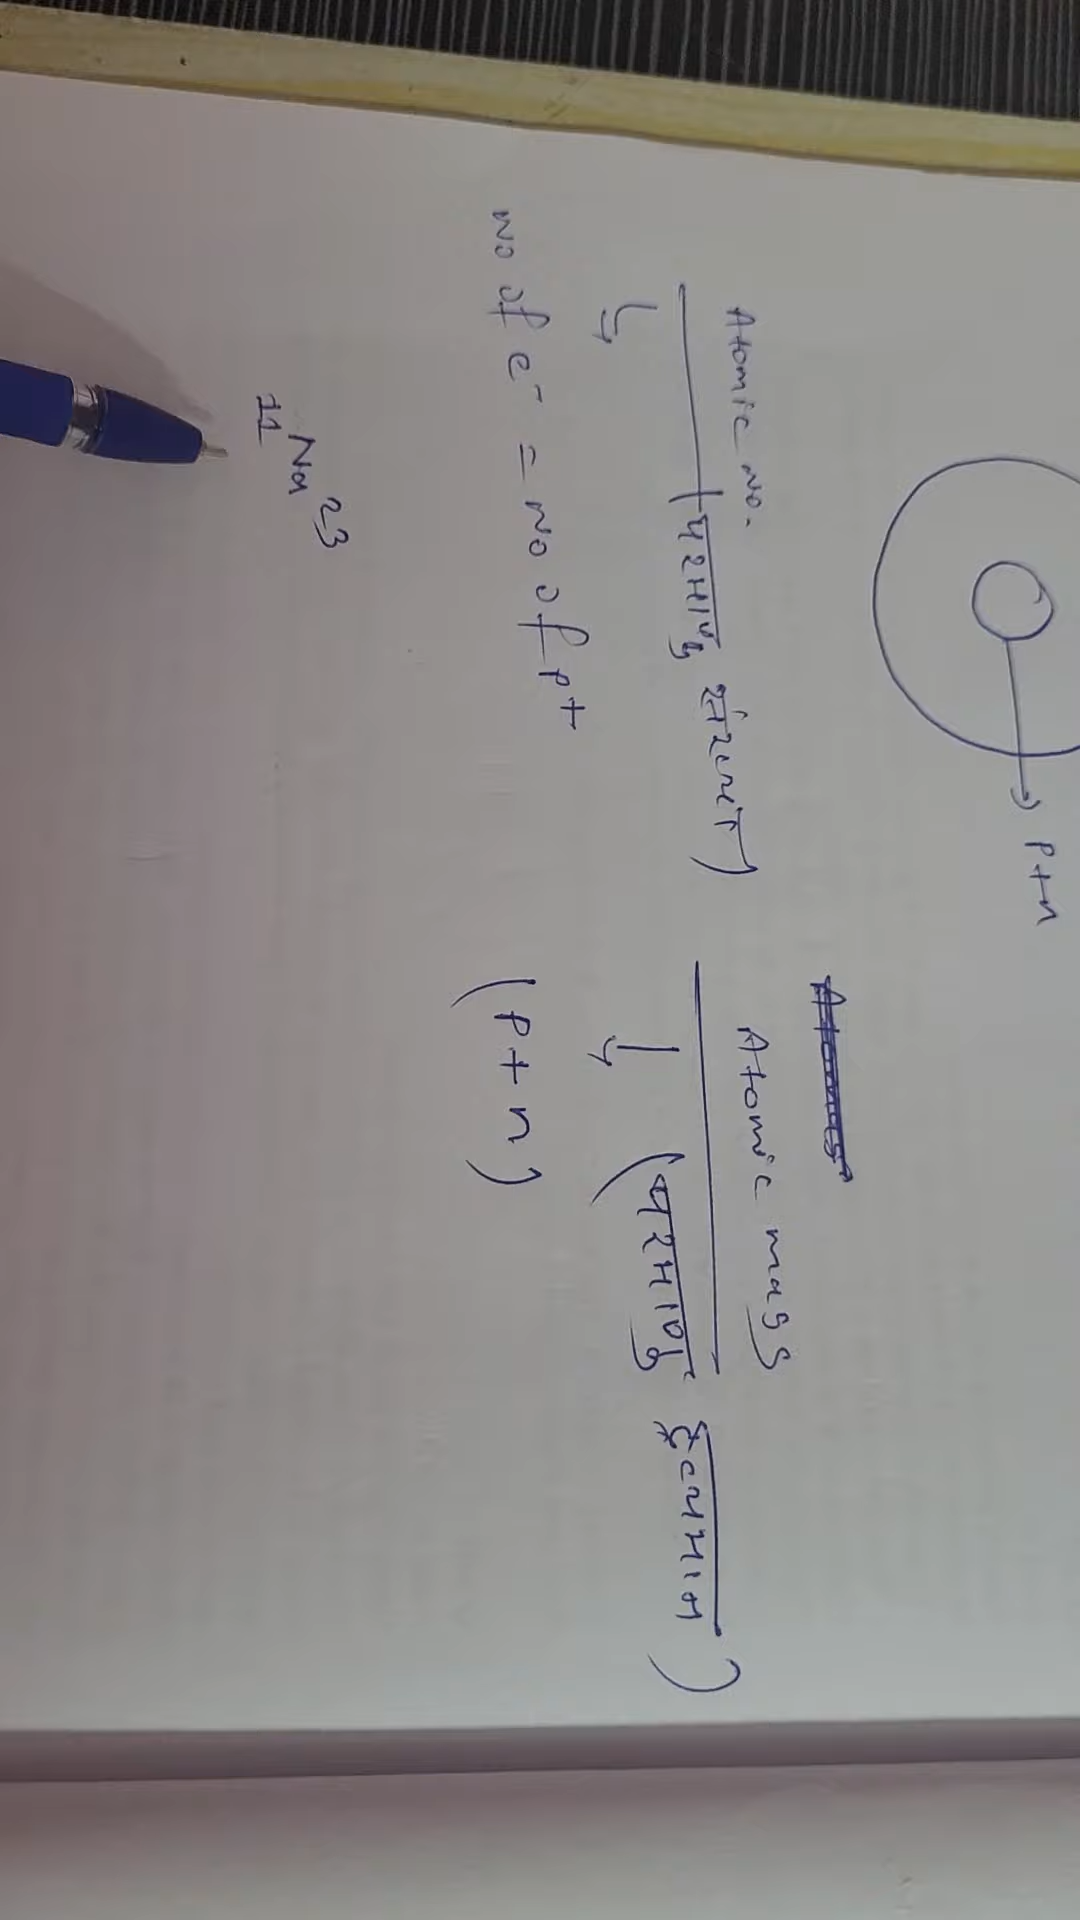 P+n
Atomic no.
(परमाणु संख्या)
no of e⁻ = no of p⁺
Atomic mass
(परमाणु द्रव्यमान)
(P+n)
₁₁Na²³